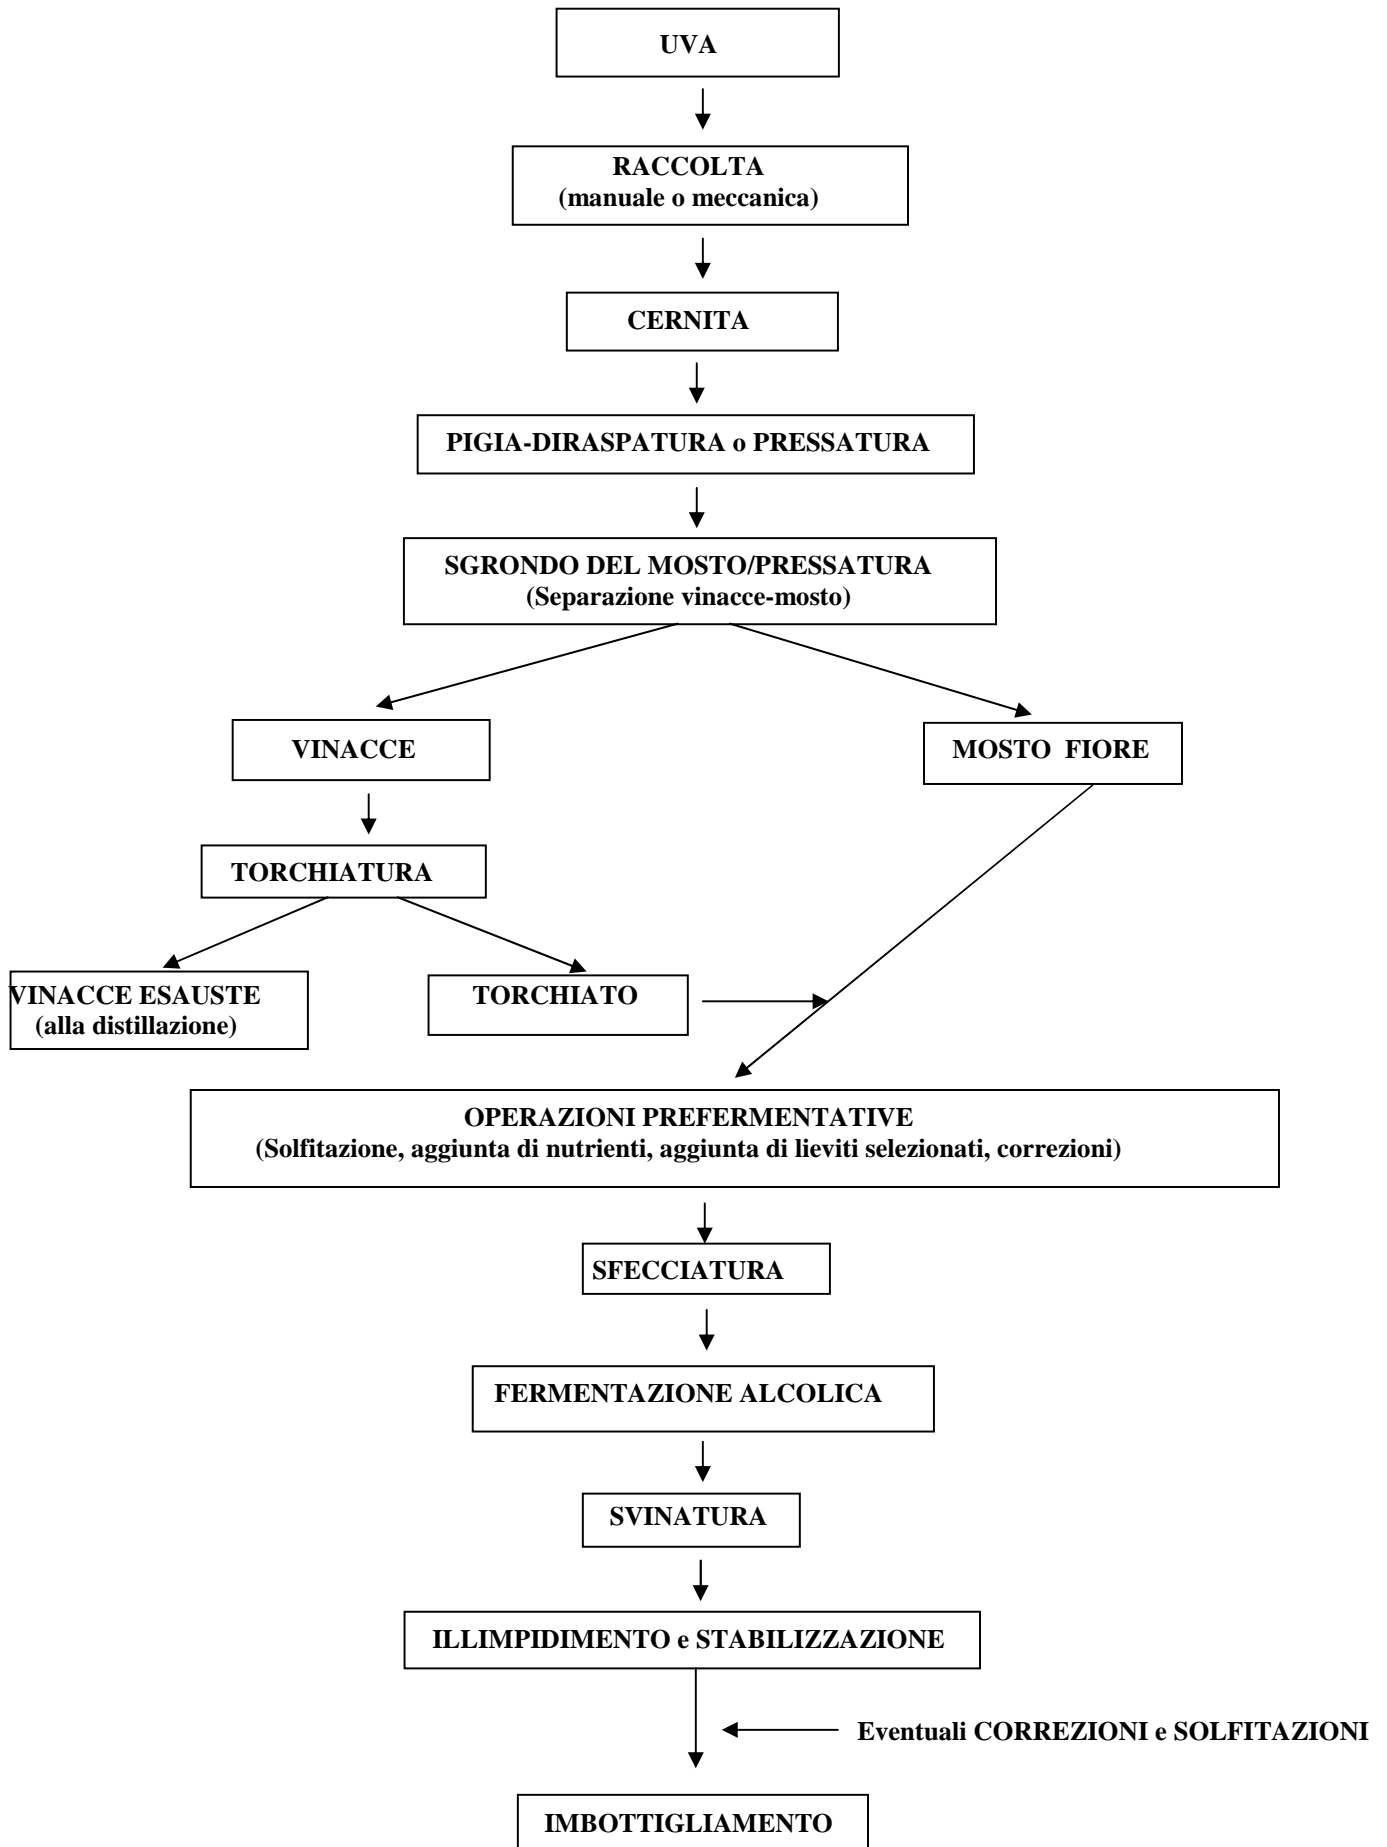 UVA
RACCOLTA
(manuale o meccanica)
CERNITA
PIGIA-DIRASPATURA o PRESSATURA
SGRONDO DEL MOSTO/PRESSATURA
(Separazione vinacce-mosto)
VINACCE
MOSTO FIORE
TORCHIATURA
VINACCE ESAUSTE
(alla distillazione)
TORCHIATO
OPERAZIONI PREFERMENTATIVE
(Solfitazione, aggiunta di nutrienti, aggiunta di lieviti selezionati, correzioni)
SFECCIATURA
FERMENTAZIONE ALCOLICA
SVINATURA
ILLIMPIDIMENTO e STABILIZZAZIONE
Eventuali CORREZIONI e SOLFITAZIONI
IMBOTTIGLIAMENTO